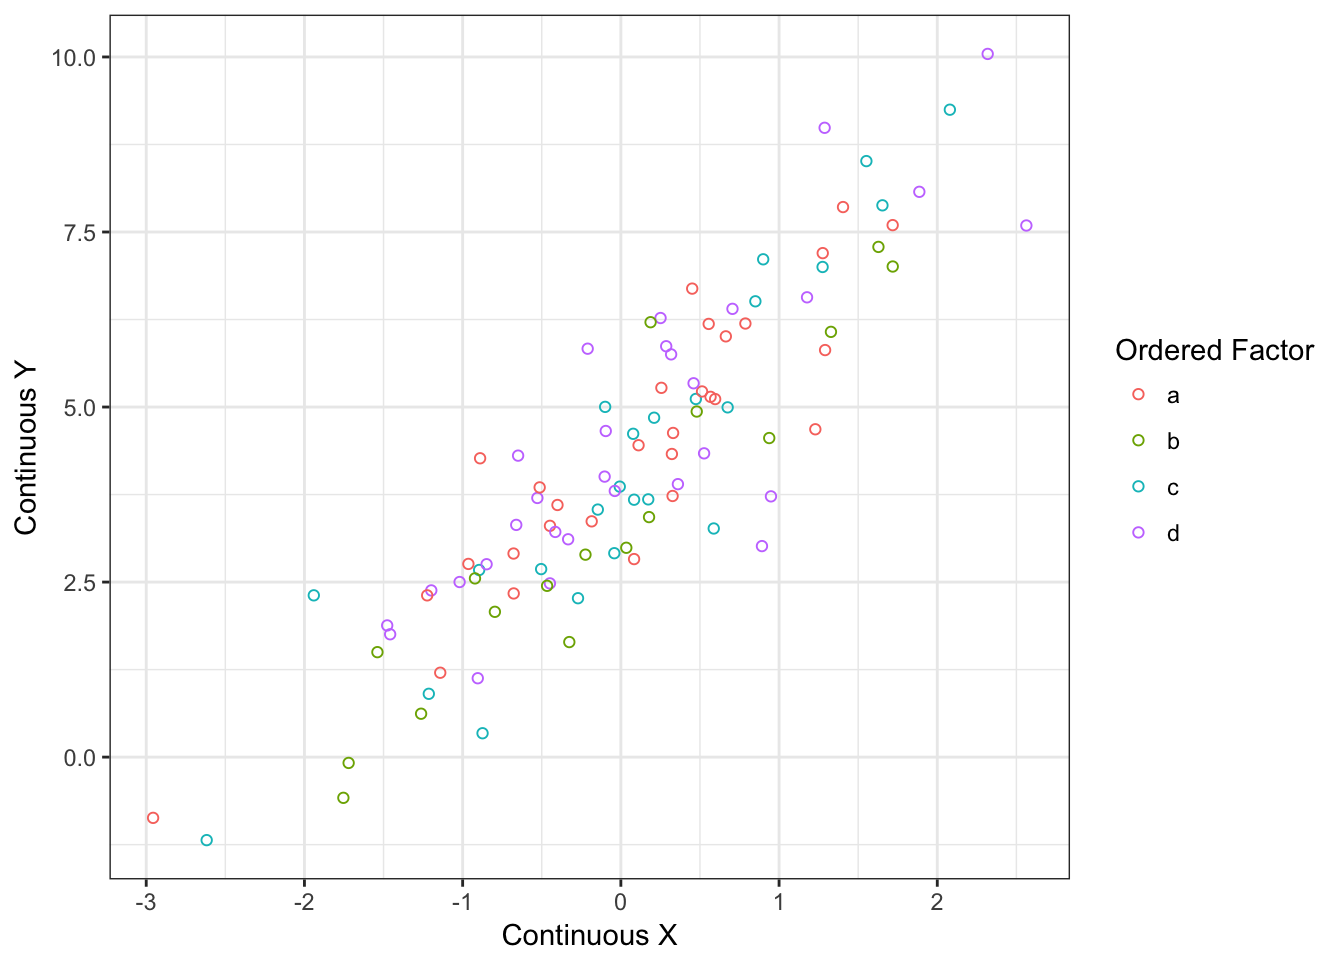 10.0
7.5
5.0
2.5
0.0
Continuous Y
-3 -2 -1 0 1 2
Continuous X
Ordered Factor
a
b
c
d